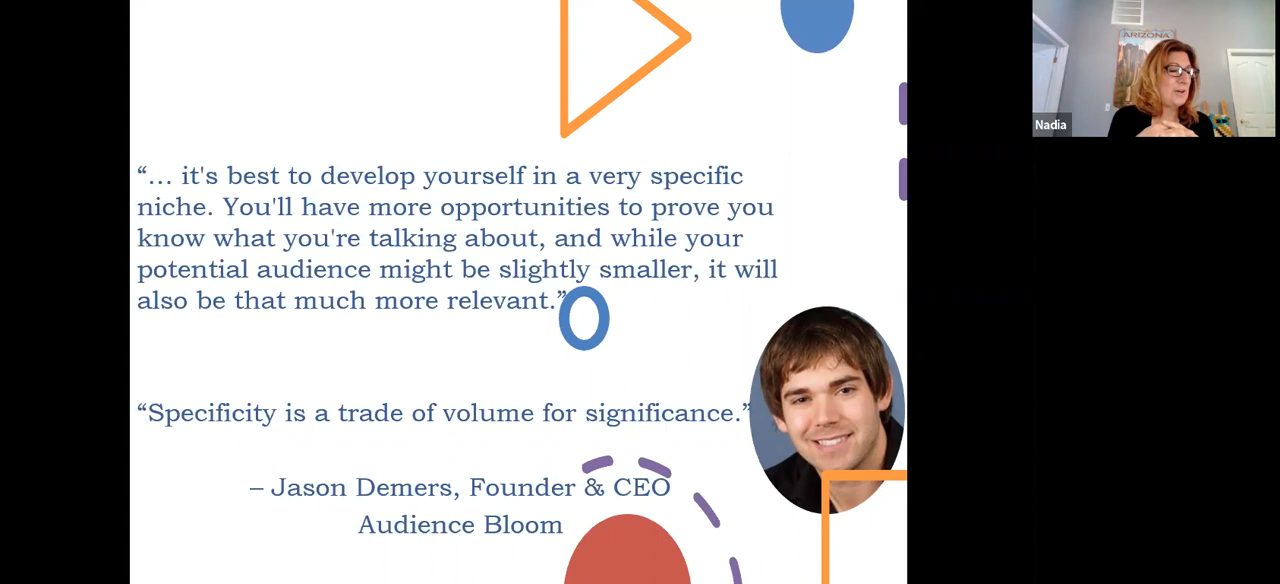 “... it's best to develop yourself in a very specific
niche. You'll have more opportunities to prove you
know what you're talking about, and while your
potential audience might be slightly smaller, it will
also be that much more relevant.”
“Specificity is a trade of volume for significance.”
– Jason Demers, Founder & CEO
Audience Bloom
ARIZONA
Nadia